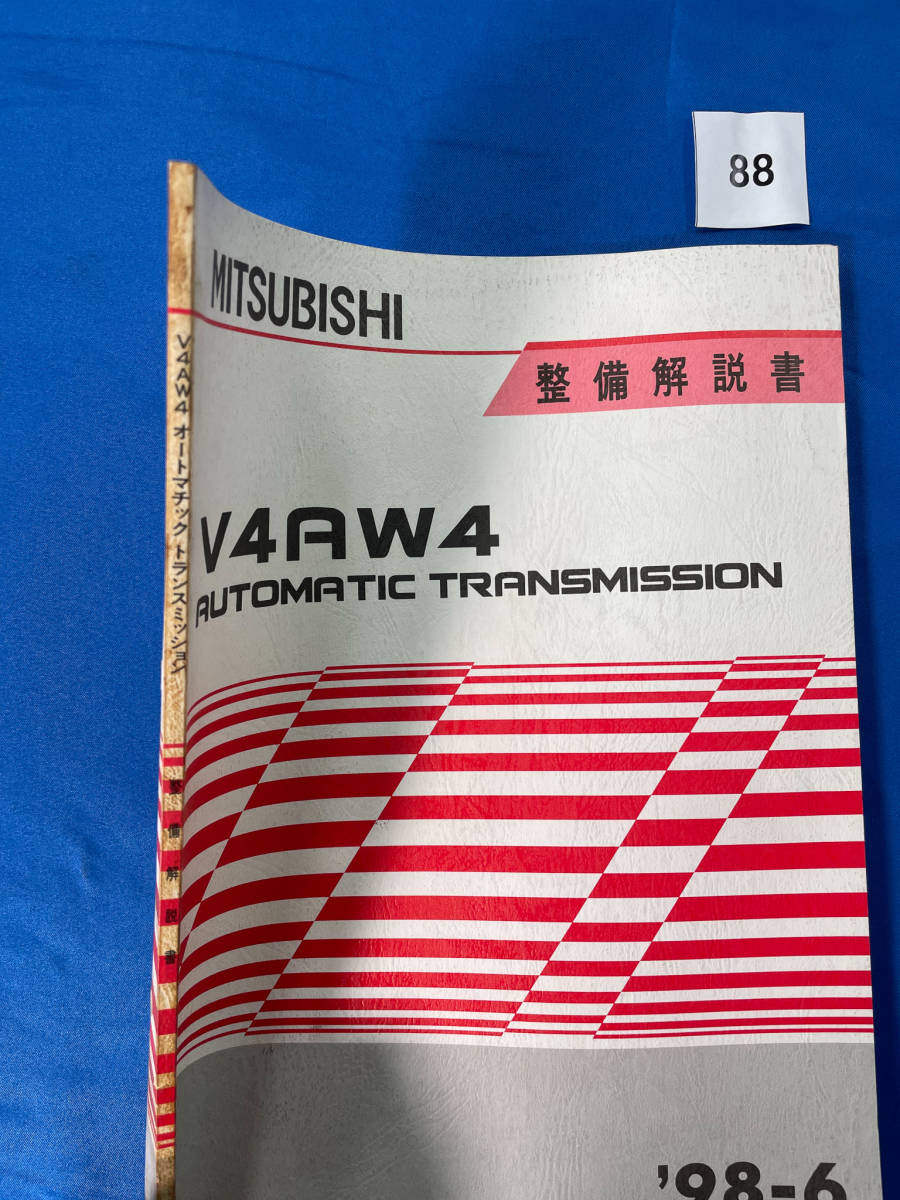 88
MITSUBISHI
整備解説書
V4AW4
AUTOMATIC TRANSMISSION
'98-6
V4AW4 オートマチック トランスミッション
整備解説書